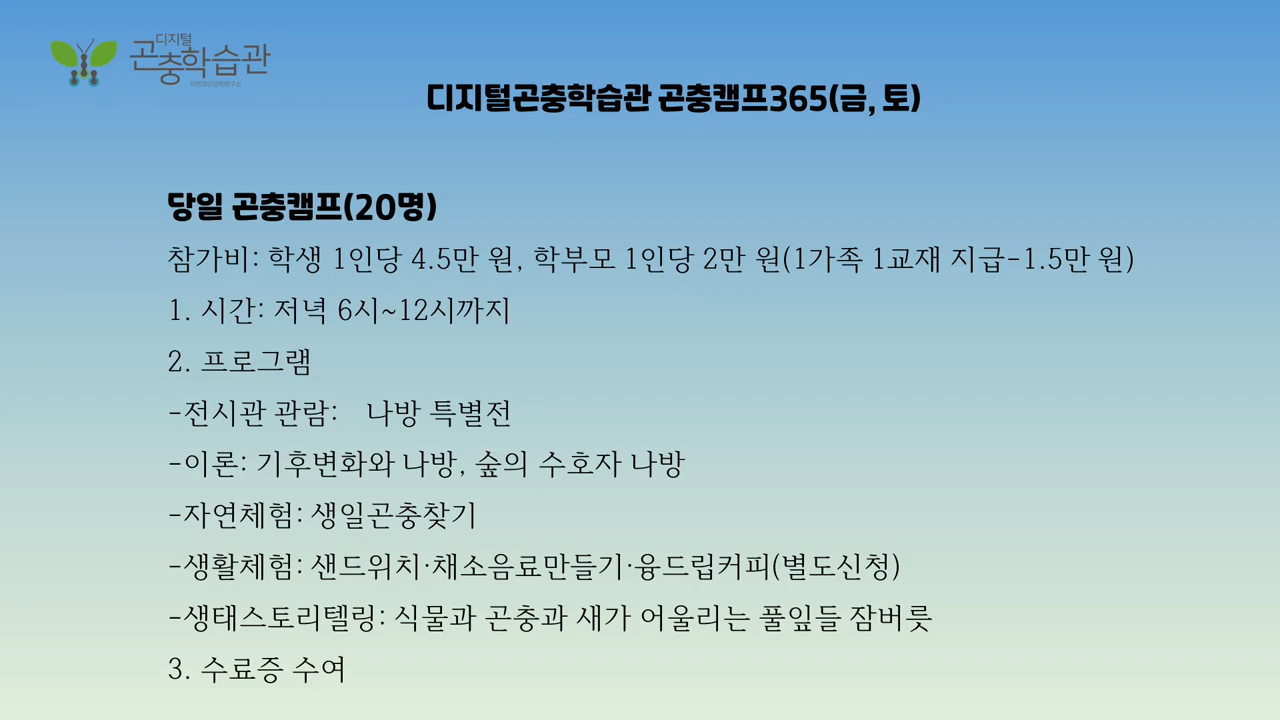 디지털
곤충학습관
자연과인문학연구소
디지털곤충학습관 곤충캠프365(금, 토)
당일 곤충캠프(20명)
참가비: 학생 1인당 4.5만 원, 학부모 1인당 2만 원(1가족 1교재 지급-1.5만 원)
1. 시간: 저녁 6시~12시까지
2. 프로그램
-전시관 관람: 나방 특별전
-이론: 기후변화와 나방, 숲의 수호자 나방
-자연체험: 생일곤충찾기
-생활체험: 샌드위치·채소음료만들기·융드립커피(별도신청)
-생태스토리텔링: 식물과 곤충과 새가 어울리는 풀잎들 잠버릇
3. 수료증 수여